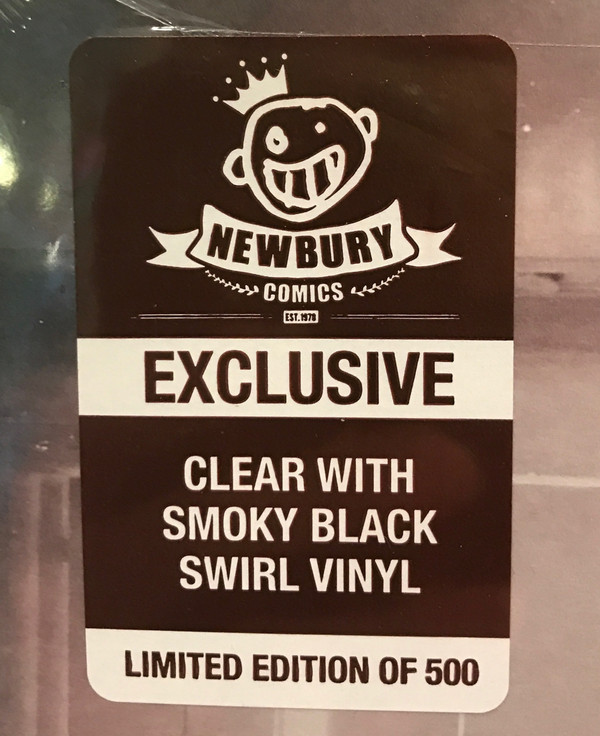 NEWBURY
COMICS
EST. 1978
EXCLUSIVE
CLEAR WITH
SMOKY BLACK
SWIRL VINYL
LIMITED EDITION OF 500